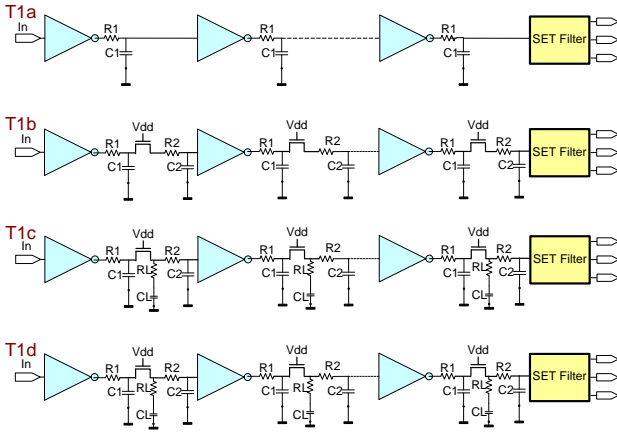 T1a
In R1 C1 R1 C1 R1 C1 SET Filter
T1b
In R1 C1 Vdd R2 C2 R1 C1 Vdd R2 C2 R1 C1 Vdd R2 C2 SET Filter
T1c
In R1 C1 Vdd RL CL R2 C2 R1 C1 Vdd RL CL R2 C2 R1 C1 Vdd RL CL R2 C2 SET Filter
T1d
In R1 C1 Vdd RL CL R2 C2 R1 C1 Vdd RL CL R2 C2 R1 C1 Vdd RL CL R2 C2 SET Filter